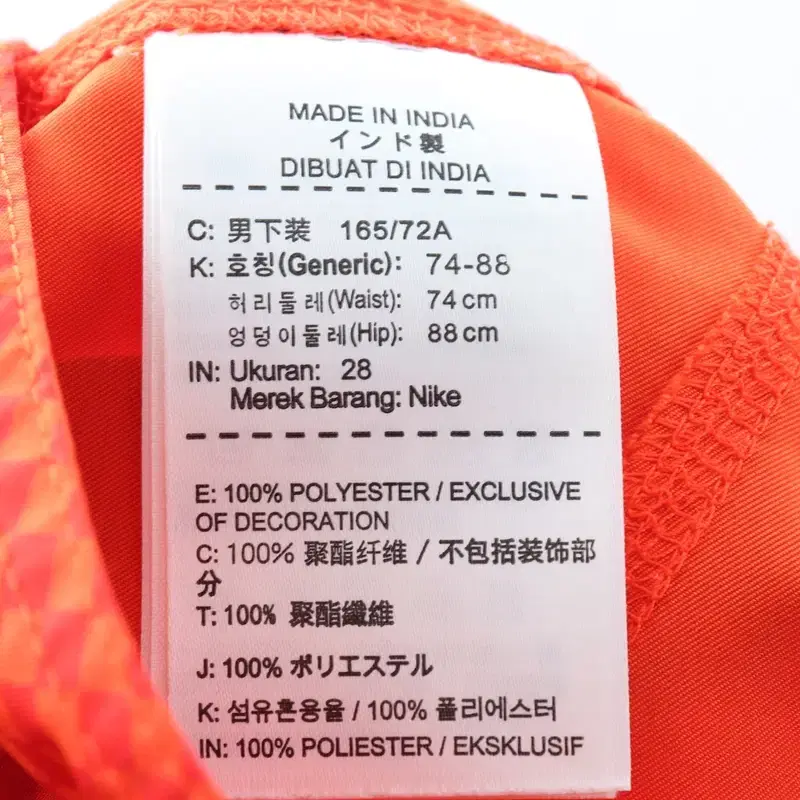 MADE IN INDIA
インド製
DIBUAT DI INDIA
C: 男下装 165/72A
K: 호칭(Generic): 74-88
허리둘레(Waist): 74 cm
엉덩이둘레(Hip): 88 cm
IN: Ukuran: 28
Merek Barang: Nike
E: 100% POLYESTER / EXCLUSIVE
OF DECORATION
C: 100% 聚酯纤维 / 不包括装饰部
分
T: 100% 聚酯纖維
J: 100% ポリエステル
K: 섬유혼용율 / 100% 폴리에스터
IN: 100% POLIESTER / EKSKLUSIF